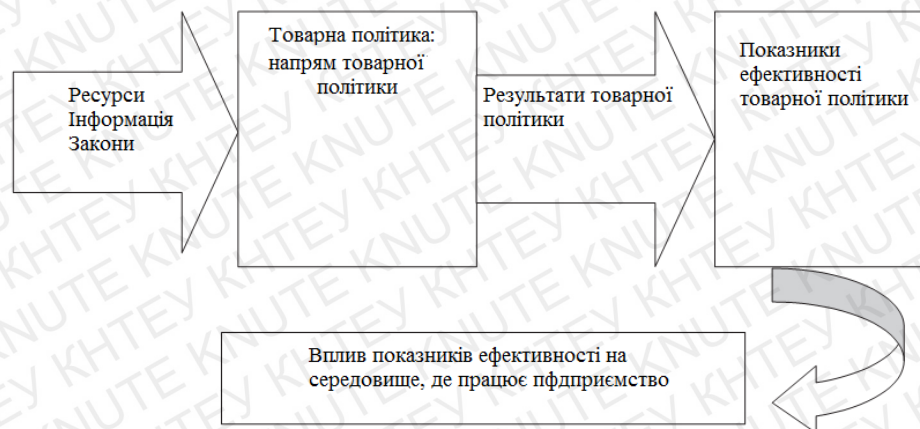 Ресурси
Інформація
Закони
Товарна політика:
напрям товарної
політики
Результати товарної
політики
Показники
ефективності
товарної політики
Вплив показників ефективності на
середовище, де працює пфдприємство